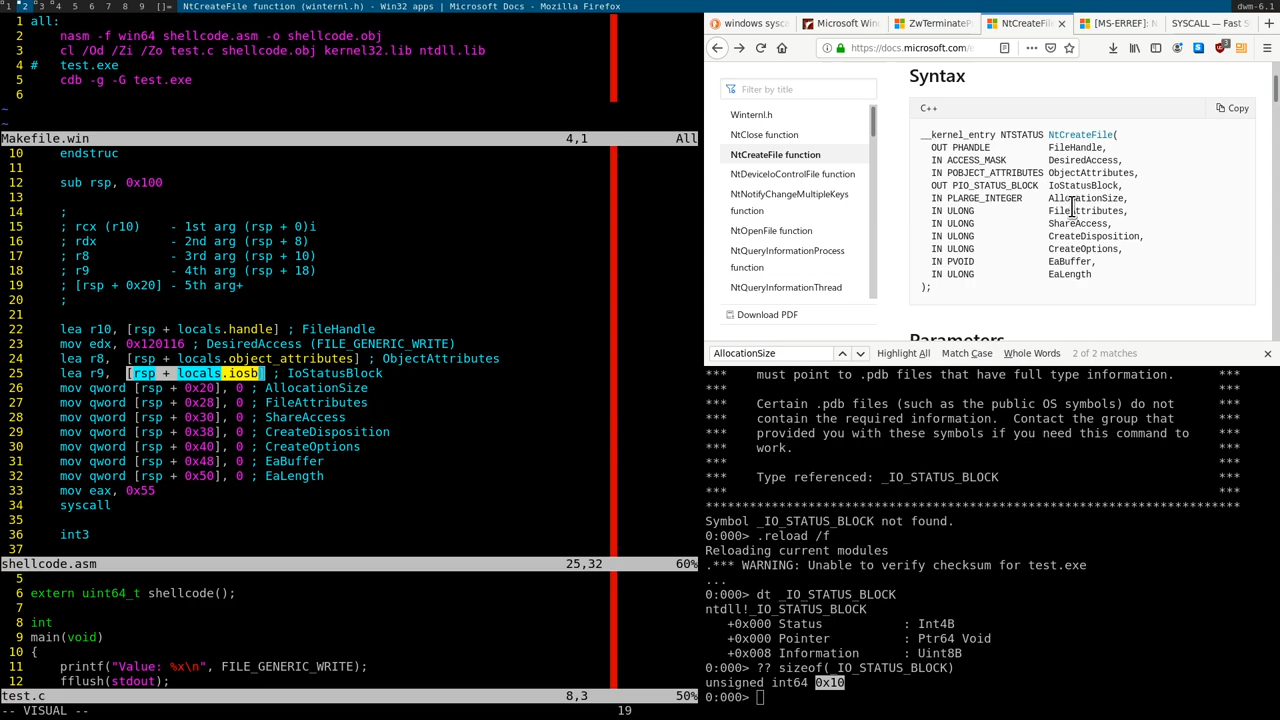 1 2 3 4 5 6 7 8 9 []= NtCreateFile function (winternl.h) - Win32 apps | Microsoft Docs - Mozilla Firefox dwm-6.1
1 all:
2 nasm -f win64 shellcode.asm -o shellcode.obj
3 cl /Od /Zi /Zo test.c shellcode.obj kernel32.lib ntdll.lib
4 # test.exe
5 cdb -g -G test.exe
6
~
~
Makefile.win 4,1 All
10 endstruc
11
12 sub rsp, 0x100
13
14 ;
15 ; rcx (r10) - 1st arg (rsp + 0)i
16 ; rdx - 2nd arg (rsp + 8)
17 ; r8 - 3rd arg (rsp + 10)
18 ; r9 - 4th arg (rsp + 18)
19 ; [rsp + 0x20] - 5th arg+
20 ;
21
22 lea r10, [rsp + locals.handle] ; FileHandle
23 mov edx, 0x120116 ; DesiredAccess (FILE_GENERIC_WRITE)
24 lea r8, [rsp + locals.object_attributes] ; ObjectAttributes
25 lea r9, [rsp + locals.iosb] ; IoStatusBlock
26 mov qword [rsp + 0x20], 0 ; AllocationSize
27 mov qword [rsp + 0x28], 0 ; FileAttributes
28 mov qword [rsp + 0x30], 0 ; ShareAccess
29 mov qword [rsp + 0x38], 0 ; CreateDisposition
30 mov qword [rsp + 0x40], 0 ; CreateOptions
31 mov qword [rsp + 0x48], 0 ; EaBuffer
32 mov qword [rsp + 0x50], 0 ; EaLength
33 mov eax, 0x55
34 syscall
35
36 int3
37
shellcode.asm 25,32 60%
5
6 extern uint64_t shellcode();
7
8 int
9 main(void)
10 {
11 printf("Value: %x\n", FILE_GENERIC_WRITE);
12 fflush(stdout);
test.c 8,3 50%
-- VISUAL -- 19
windows sysca Microsoft Wind ZwTerminateP NtCreateFile [MS-ERREF]: N SYSCALL — Fast S
https://docs.microsoft.com/e 3
Filter by title
Winternl.h
NtClose function
NtCreateFile function
NtDeviceIoControlFile function
NtNotifyChangeMultipleKeys
function
NtOpenFile function
NtQueryInformationProcess
function
NtQueryInformationThread
Download PDF
Syntax
C++ Copy
__kernel_entry NTSTATUS NtCreateFile(
OUT PHANDLE FileHandle,
IN ACCESS_MASK DesiredAccess,
IN POBJECT_ATTRIBUTES ObjectAttributes,
OUT PIO_STATUS_BLOCK IoStatusBlock,
IN PLARGE_INTEGER AllocationSize,
IN ULONG FileAttributes,
IN ULONG ShareAccess,
IN ULONG CreateDisposition,
IN ULONG CreateOptions,
IN PVOID EaBuffer,
IN ULONG EaLength
);
Parameters
AllocationSize Highlight All Match Case Whole Words 2 of 2 matches
*** must point to .pdb files that have full type information. ***
*** ***
*** Certain .pdb files (such as the public OS symbols) do not ***
*** contain the required information. Contact the group that ***
*** provided you with these symbols if you need this command to ***
*** work. ***
*** ***
*** Type referenced: _IO_STATUS_BLOCK ***
*** ***
*************************************************************************
Symbol _IO_STATUS_BLOCK not found.
0:000> .reload /f
Reloading current modules
.*** WARNING: Unable to verify checksum for test.exe
...
0:000> dt _IO_STATUS_BLOCK
ntdll!_IO_STATUS_BLOCK
+0x000 Status : Int4B
+0x000 Pointer : Ptr64 Void
+0x008 Information : Uint8B
0:000> ?? sizeof(_IO_STATUS_BLOCK)
unsigned int64 0x10
0:000>